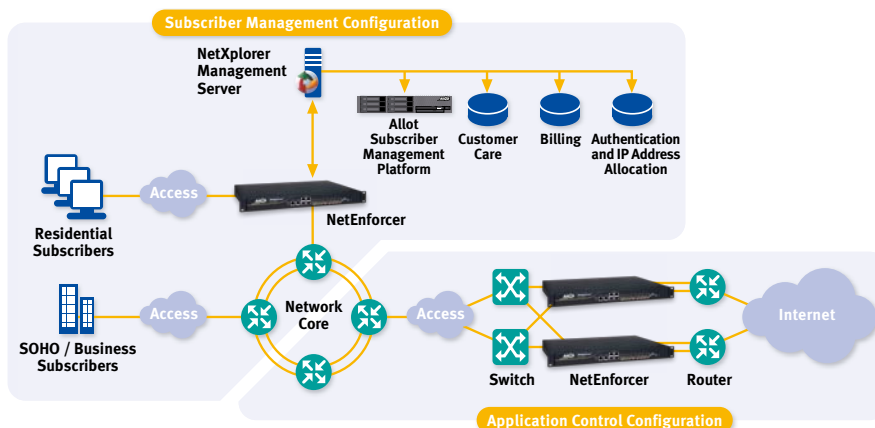 Subscriber Management Configuration
NetXplorer
Management
Server
Allot
Subscriber
Management
Platform
Customer
Care
Billing
Authentication
and IP Address
Allocation
Residential
Subscribers
Access
NetEnforcer
SOHO / Business
Subscribers
Access
Network
Core
Access
Switch
NetEnforcer
Router
Internet
Application Control Configuration